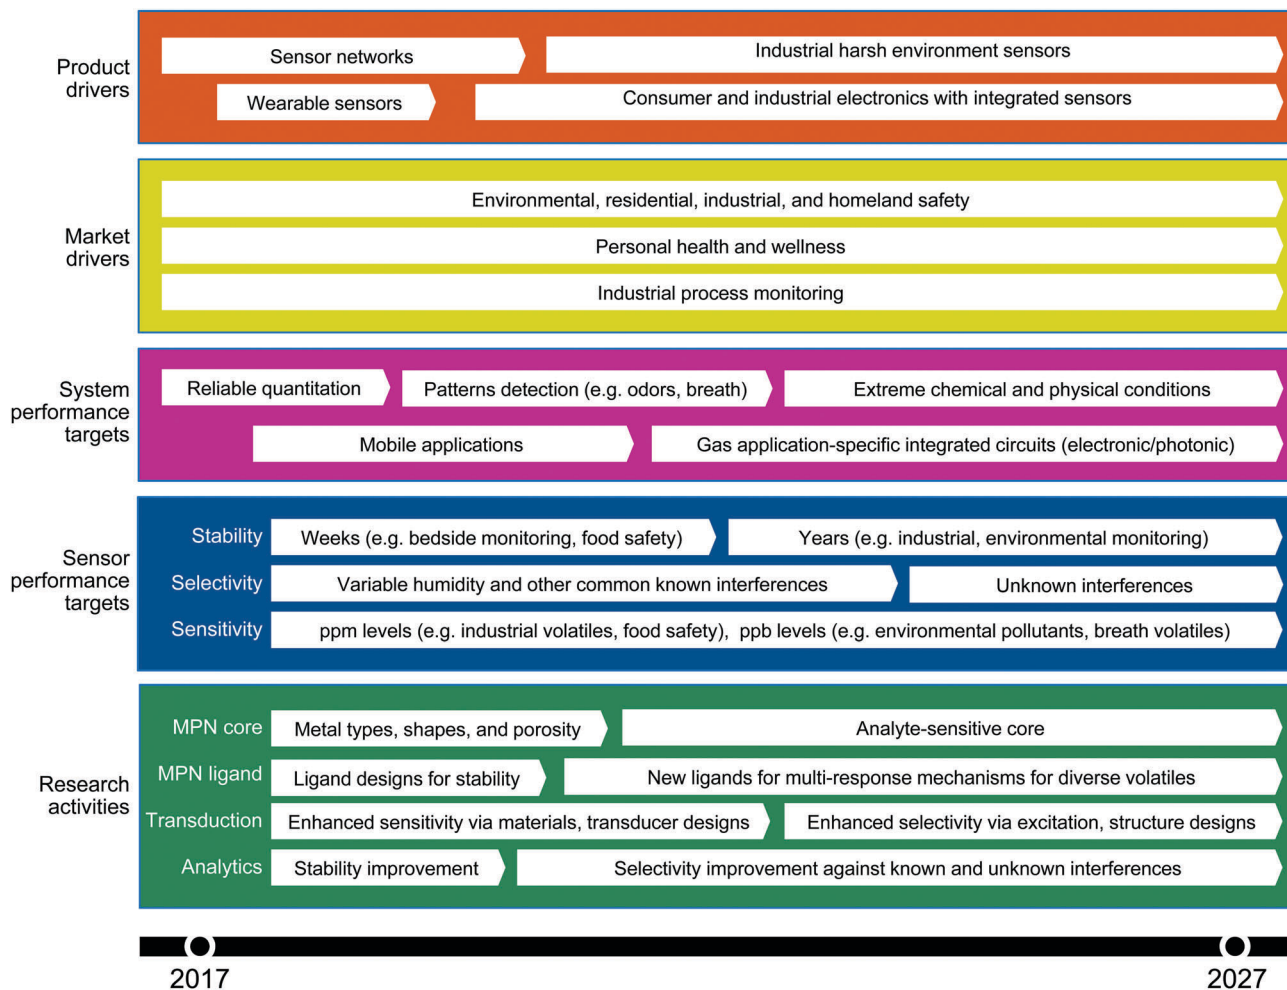 Product
drivers
Sensor networks
Industrial harsh environment sensors
Wearable sensors
Consumer and industrial electronics with integrated sensors
Market
drivers
Environmental, residential, industrial, and homeland safety
Personal health and wellness
Industrial process monitoring
System
performance
targets
Reliable quantitation
Patterns detection (e.g. odors, breath)
Extreme chemical and physical conditions
Mobile applications
Gas application-specific integrated circuits (electronic/photonic)
Sensor
performance
targets
Stability
Weeks (e.g. bedside monitoring, food safety)
Years (e.g. industrial, environmental monitoring)
Selectivity
Variable humidity and other common known interferences
Unknown interferences
Sensitivity
ppm levels (e.g. industrial volatiles, food safety), ppb levels (e.g. environmental pollutants, breath volatiles)
Research
activities
MPN core
Metal types, shapes, and porosity
Analyte-sensitive core
MPN ligand
Ligand designs for stability
New ligands for multi-response mechanisms for diverse volatiles
Transduction
Enhanced sensitivity via materials, transducer designs
Enhanced selectivity via excitation, structure designs
Analytics
Stability improvement
Selectivity improvement against known and unknown interferences
2017
2027